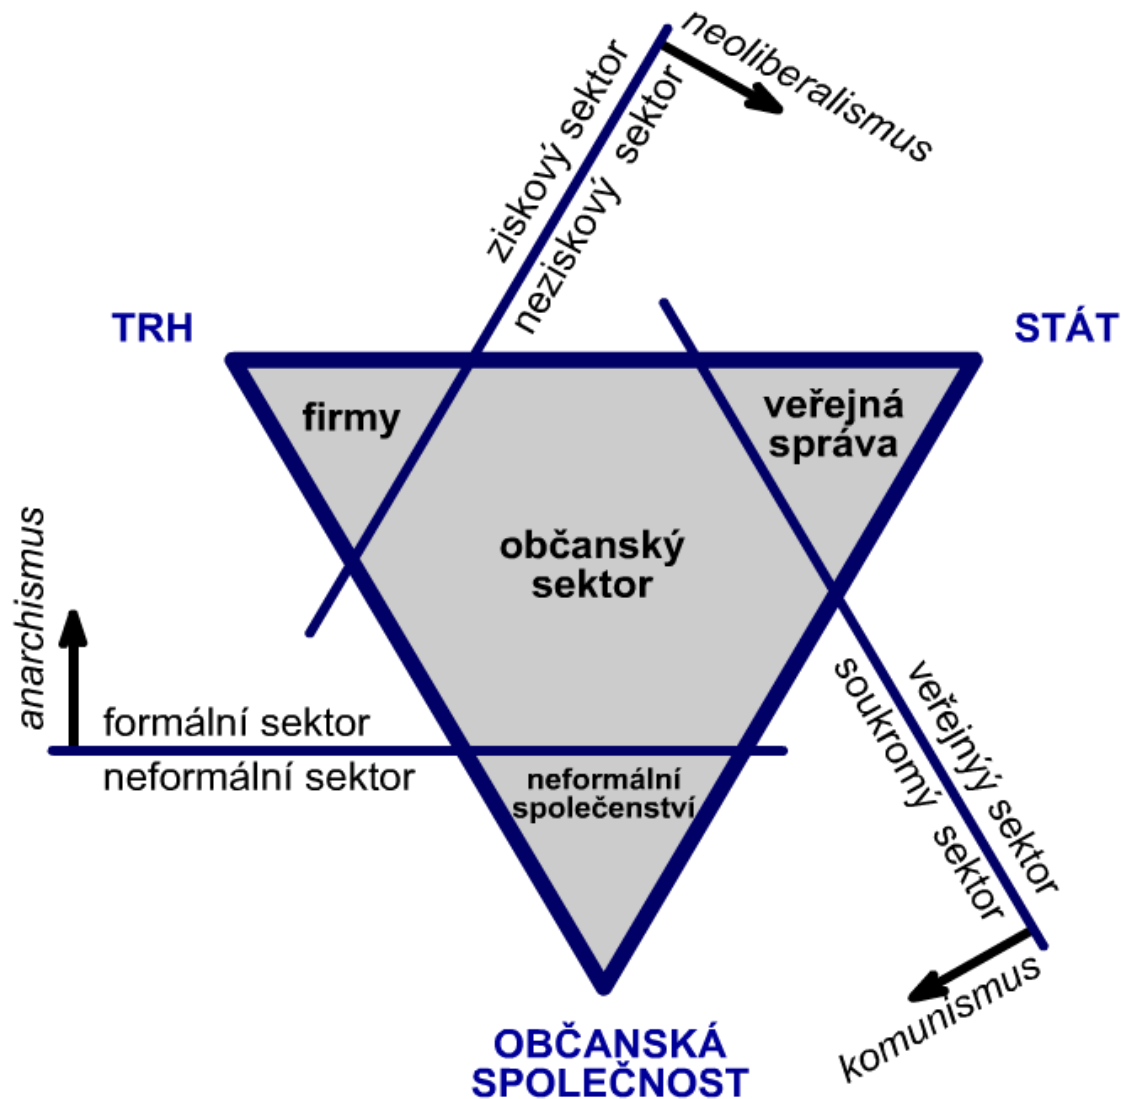 neoliberalismus
ziskový sektor
neziskový sektor
TRH
STÁT
firmy
veřejná
správa
občanský
sektor
anarchismus
formální sektor
neformální sektor
neformální
společenství
soukromý sektor
veřejnýý sektor
komunismus
OBČANSKÁ
SPOLEČNOST